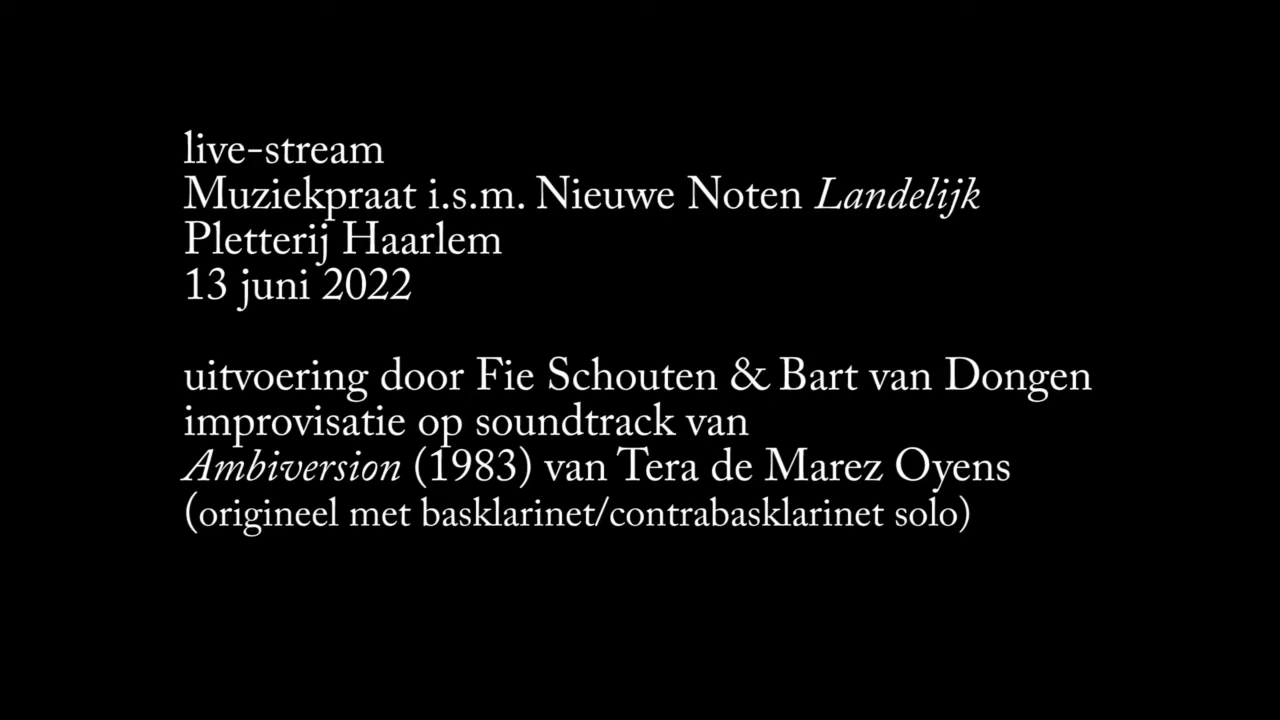 live-stream
Muziekpraat i.s.m. Nieuwe Noten Landelijk
Pletterij Haarlem
13 juni 2022
uitvoering door Fie Schouten & Bart van Dongen
improvisatie op soundtrack van
Ambiversion (1983) van Tera de Marez Oyens
(origineel met basklarinet/contrabasklarinet solo)